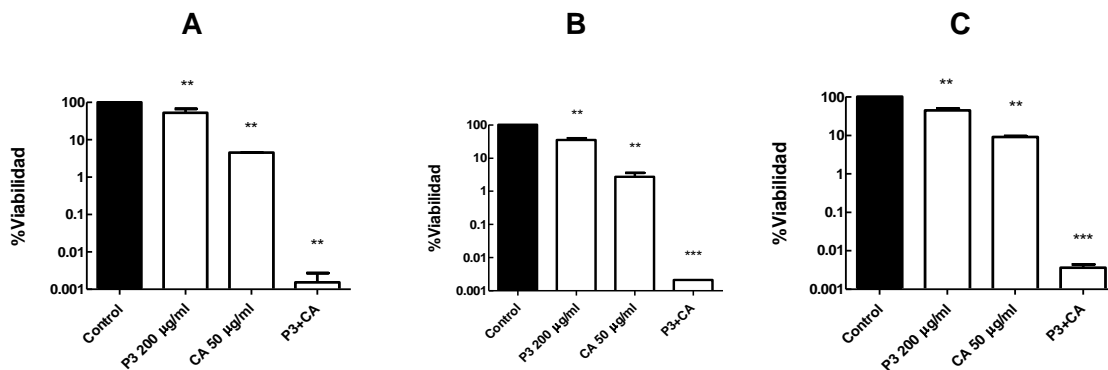 A
%Viabilidad
100
10
1
0.1
0.01
0.001
**
**
**
Control
P3 200 µg/ml
CA 50 µg/ml
P3+CA
B
%Viabilidad
100
10
1
0.1
0.01
0.001
**
**
***
Control
P3 200 µg/ml
CA 50 µg/ml
P3+CA
C
%Viabilidad
100
10
1
0.1
0.01
0.001
**
**
***
Control
P3 200 µg/ml
CA 50 µg/ml
P3+CA